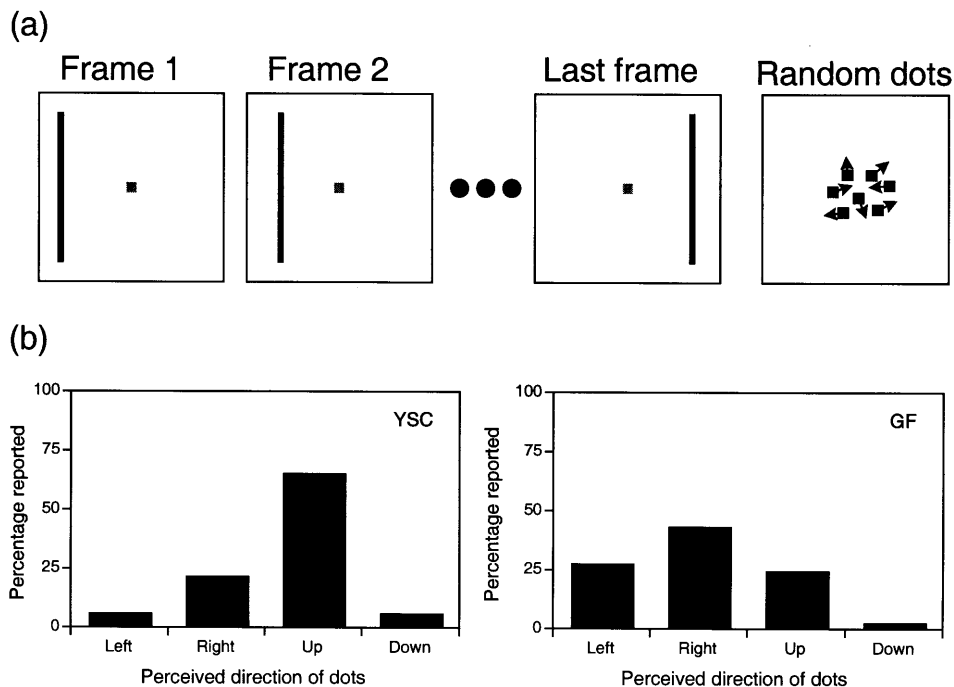 (a)
Frame 1 Frame 2 Last frame Random dots
(b)
Percentage reported
100
75
50
25
0
YSC
Left Right Up Down
Perceived direction of dots
Percentage reported
100
75
50
25
0
GF
Left Right Up Down
Perceived direction of dots